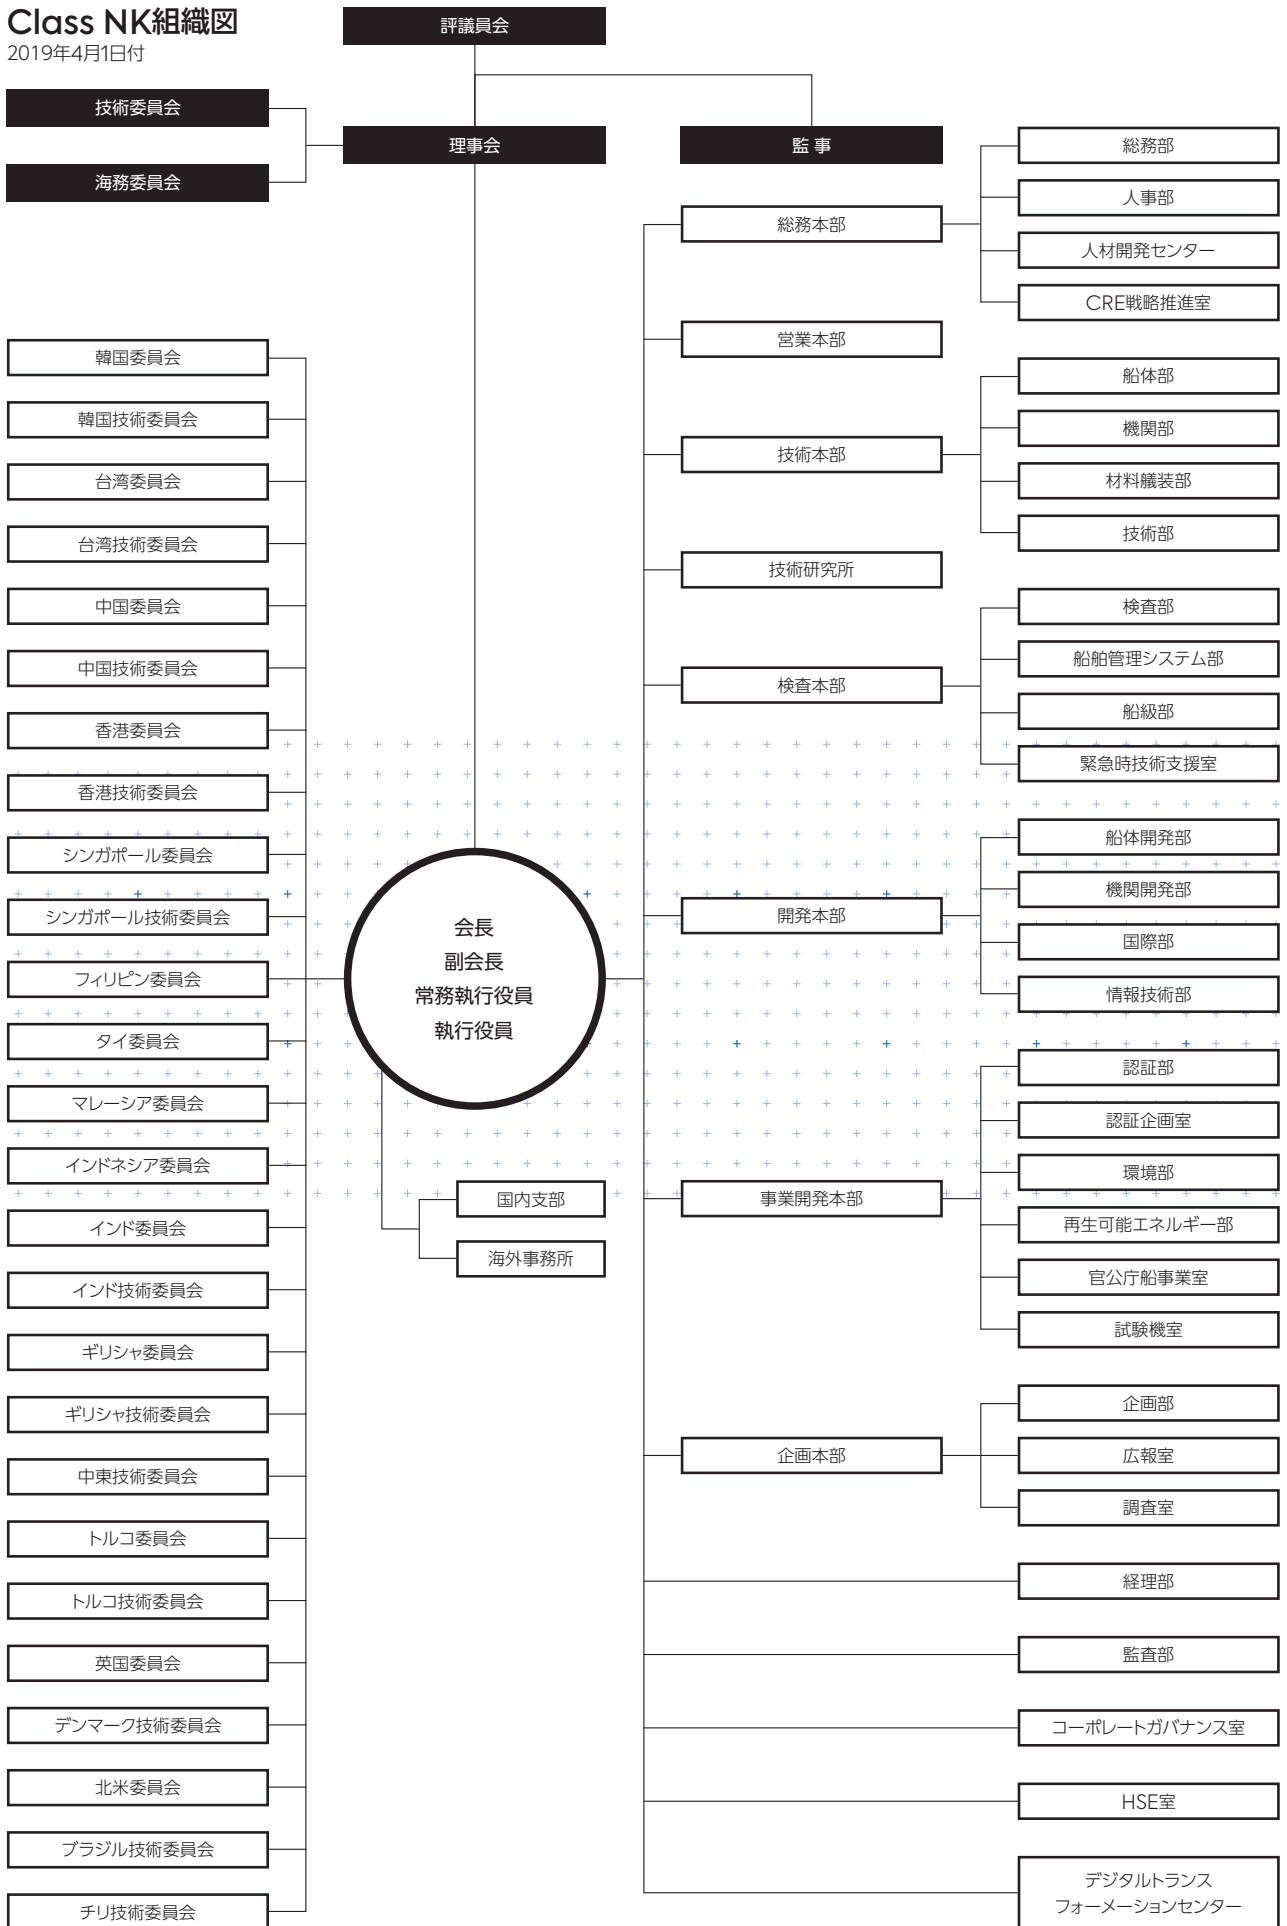 Class NK組織図
2019年4月1日付
評議員会
技術委員会
海務委員会
理事会
監 事
総務本部
総務部
人事部
人材開発センター
CRE戦略推進室
営業本部
技術本部
船体部
機関部
材料艤装部
技術部
技術研究所
検査本部
検査部
船舶管理システム部
船級部
緊急時技術支援室
開発本部
船体開発部
機関開発部
国際部
情報技術部
事業開発本部
認証部
認証企画室
環境部
再生可能エネルギー部
官公庁船事業室
試験機室
企画本部
企画部
広報室
調査室
経理部
監査部
コーポレートガバナンス室
HSE室
デジタルトランス
フォーメーションセンター
会長
副会長
常務執行役員
執行役員
国内支部
海外事務所
韓国委員会
韓国技術委員会
台湾委員会
台湾技術委員会
中国委員会
中国技術委員会
香港委員会
香港技術委員会
シンガポール委員会
シンガポール技術委員会
フィリピン委員会
タイ委員会
マレーシア委員会
インドネシア委員会
インド委員会
インド技術委員会
ギリシャ委員会
ギリシャ技術委員会
中東技術委員会
トルコ委員会
トルコ技術委員会
英国委員会
デンマーク技術委員会
北米委員会
ブラジル技術委員会
チリ技術委員会